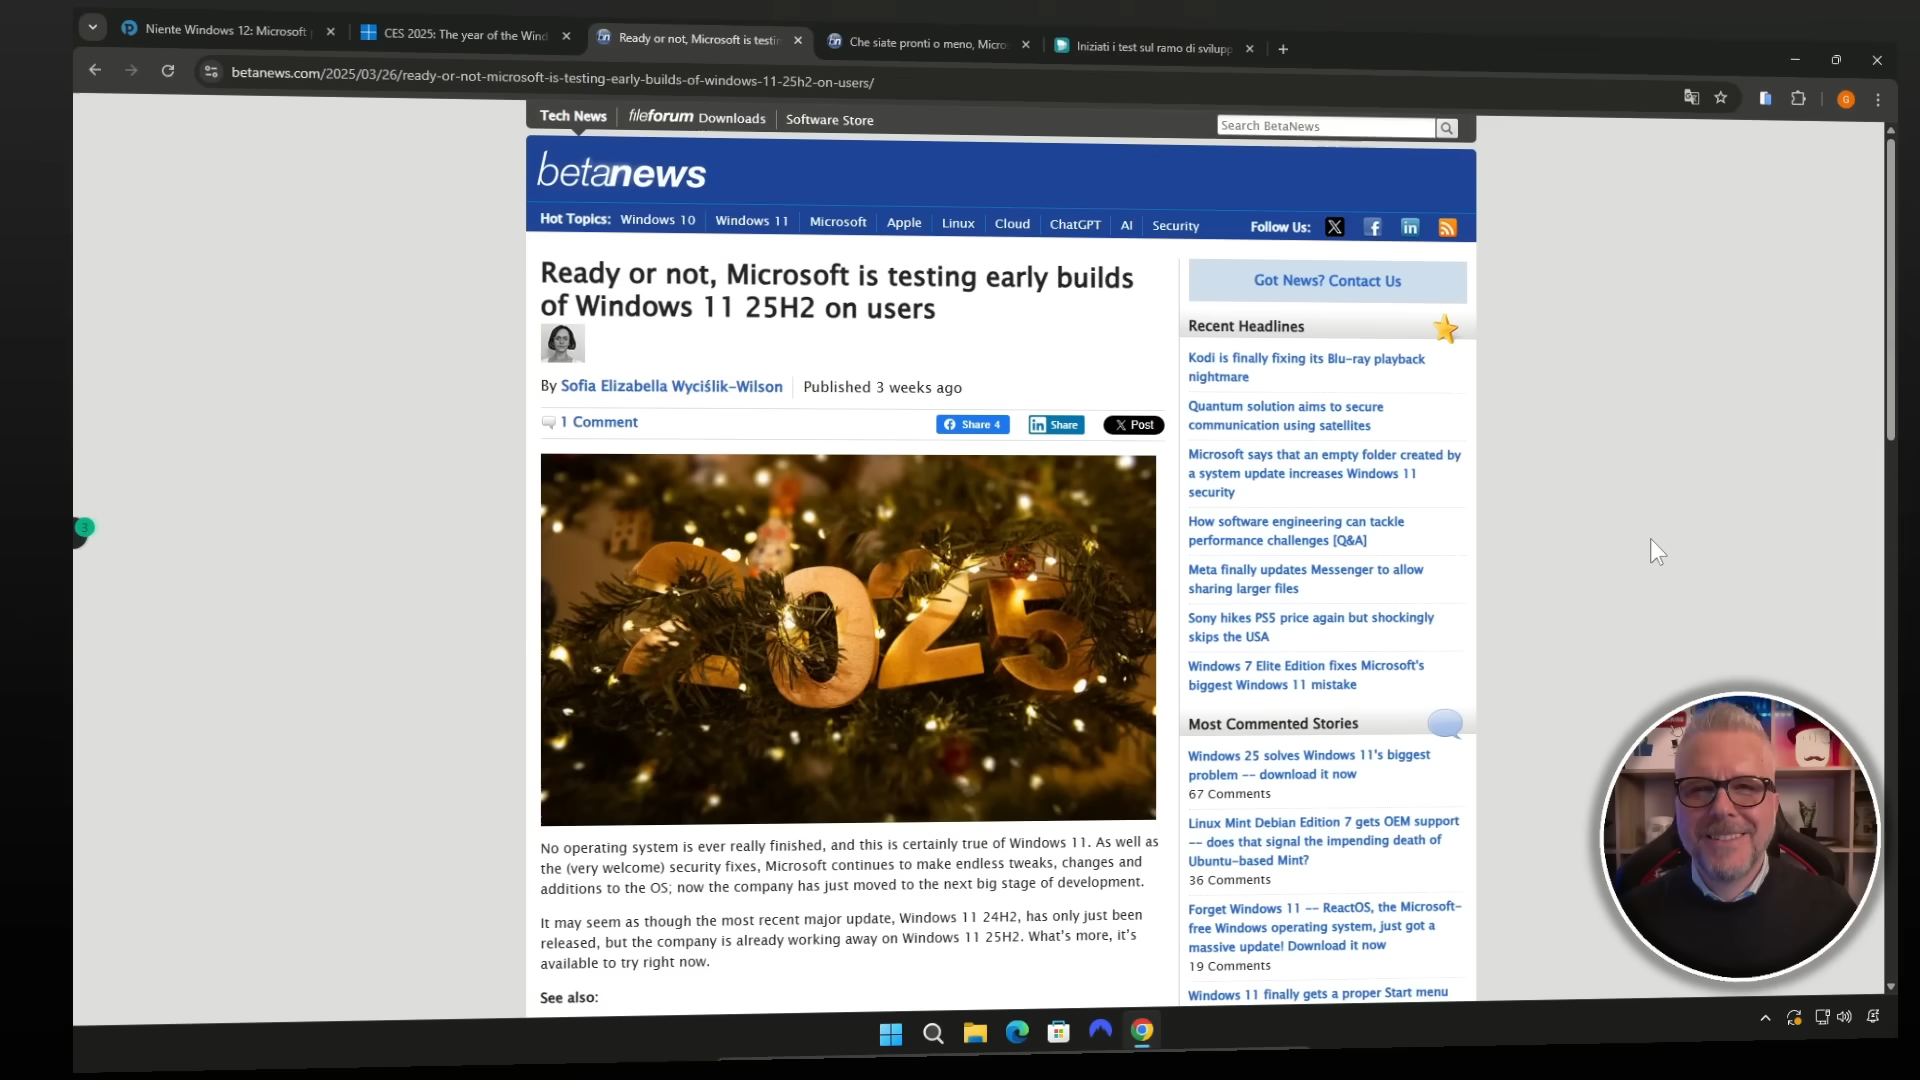 Niente Windows 12: Microsoft
CES 2025: The year of the Wind
Ready or not, Microsoft is testin
Che siate pronti o meno, Micro
Iniziati i test sul ramo di svilupp
betanews.com/2025/03/26/ready-or-not-microsoft-is-testing-early-builds-of-windows-11-25h2-on-users/
G
Tech News
fileforum Downloads
Software Store
Search BetaNews
betanews
Hot Topics: Windows 10 Windows 11 Microsoft Apple Linux Cloud ChatGPT AI Security Follow Us:
Ready or not, Microsoft is testing early builds
of Windows 11 25H2 on users
By Sofia Elizabella Wyciślik-Wilson Published 3 weeks ago
1 Comment
Share 4
in Share
X Post
2025
No operating system is ever really finished, and this is certainly true of Windows 11. As well as
the (very welcome) security fixes, Microsoft continues to make endless tweaks, changes and
additions to the OS; now the company has just moved to the next big stage of development.
It may seem as though the most recent major update, Windows 11 24H2, has only just been
released, but the company is already working away on Windows 11 25H2. What's more, it's
available to try right now.
See also:
Got News? Contact Us
Recent Headlines
Kodi is finally fixing its Blu-ray playback
nightmare
Quantum solution aims to secure
communication using satellites
Microsoft says that an empty folder created by
a system update increases Windows 11
security
How software engineering can tackle
performance challenges [Q&A]
Meta finally updates Messenger to allow
sharing larger files
Sony hikes PS5 price again but shockingly
skips the USA
Windows 7 Elite Edition fixes Microsoft's
biggest Windows 11 mistake
Most Commented Stories
Windows 25 solves Windows 11's biggest
problem -- download it now
67 Comments
Linux Mint Debian Edition 7 gets OEM support
-- does that signal the impending death of
Ubuntu-based Mint?
36 Comments
Forget Windows 11 -- ReactOS, the Microsoft-
free Windows operating system, just got a
massive update! Download it now
19 Comments
Windows 11 finally gets a proper Start menu
3